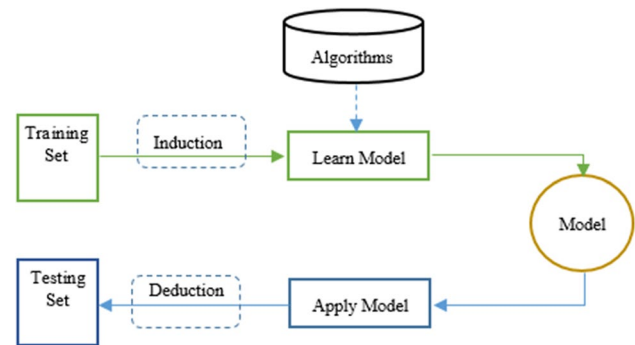 Algorithms
Training
Set
Induction
Learn Model
Model
Testing
Set
Deduction
Apply Model